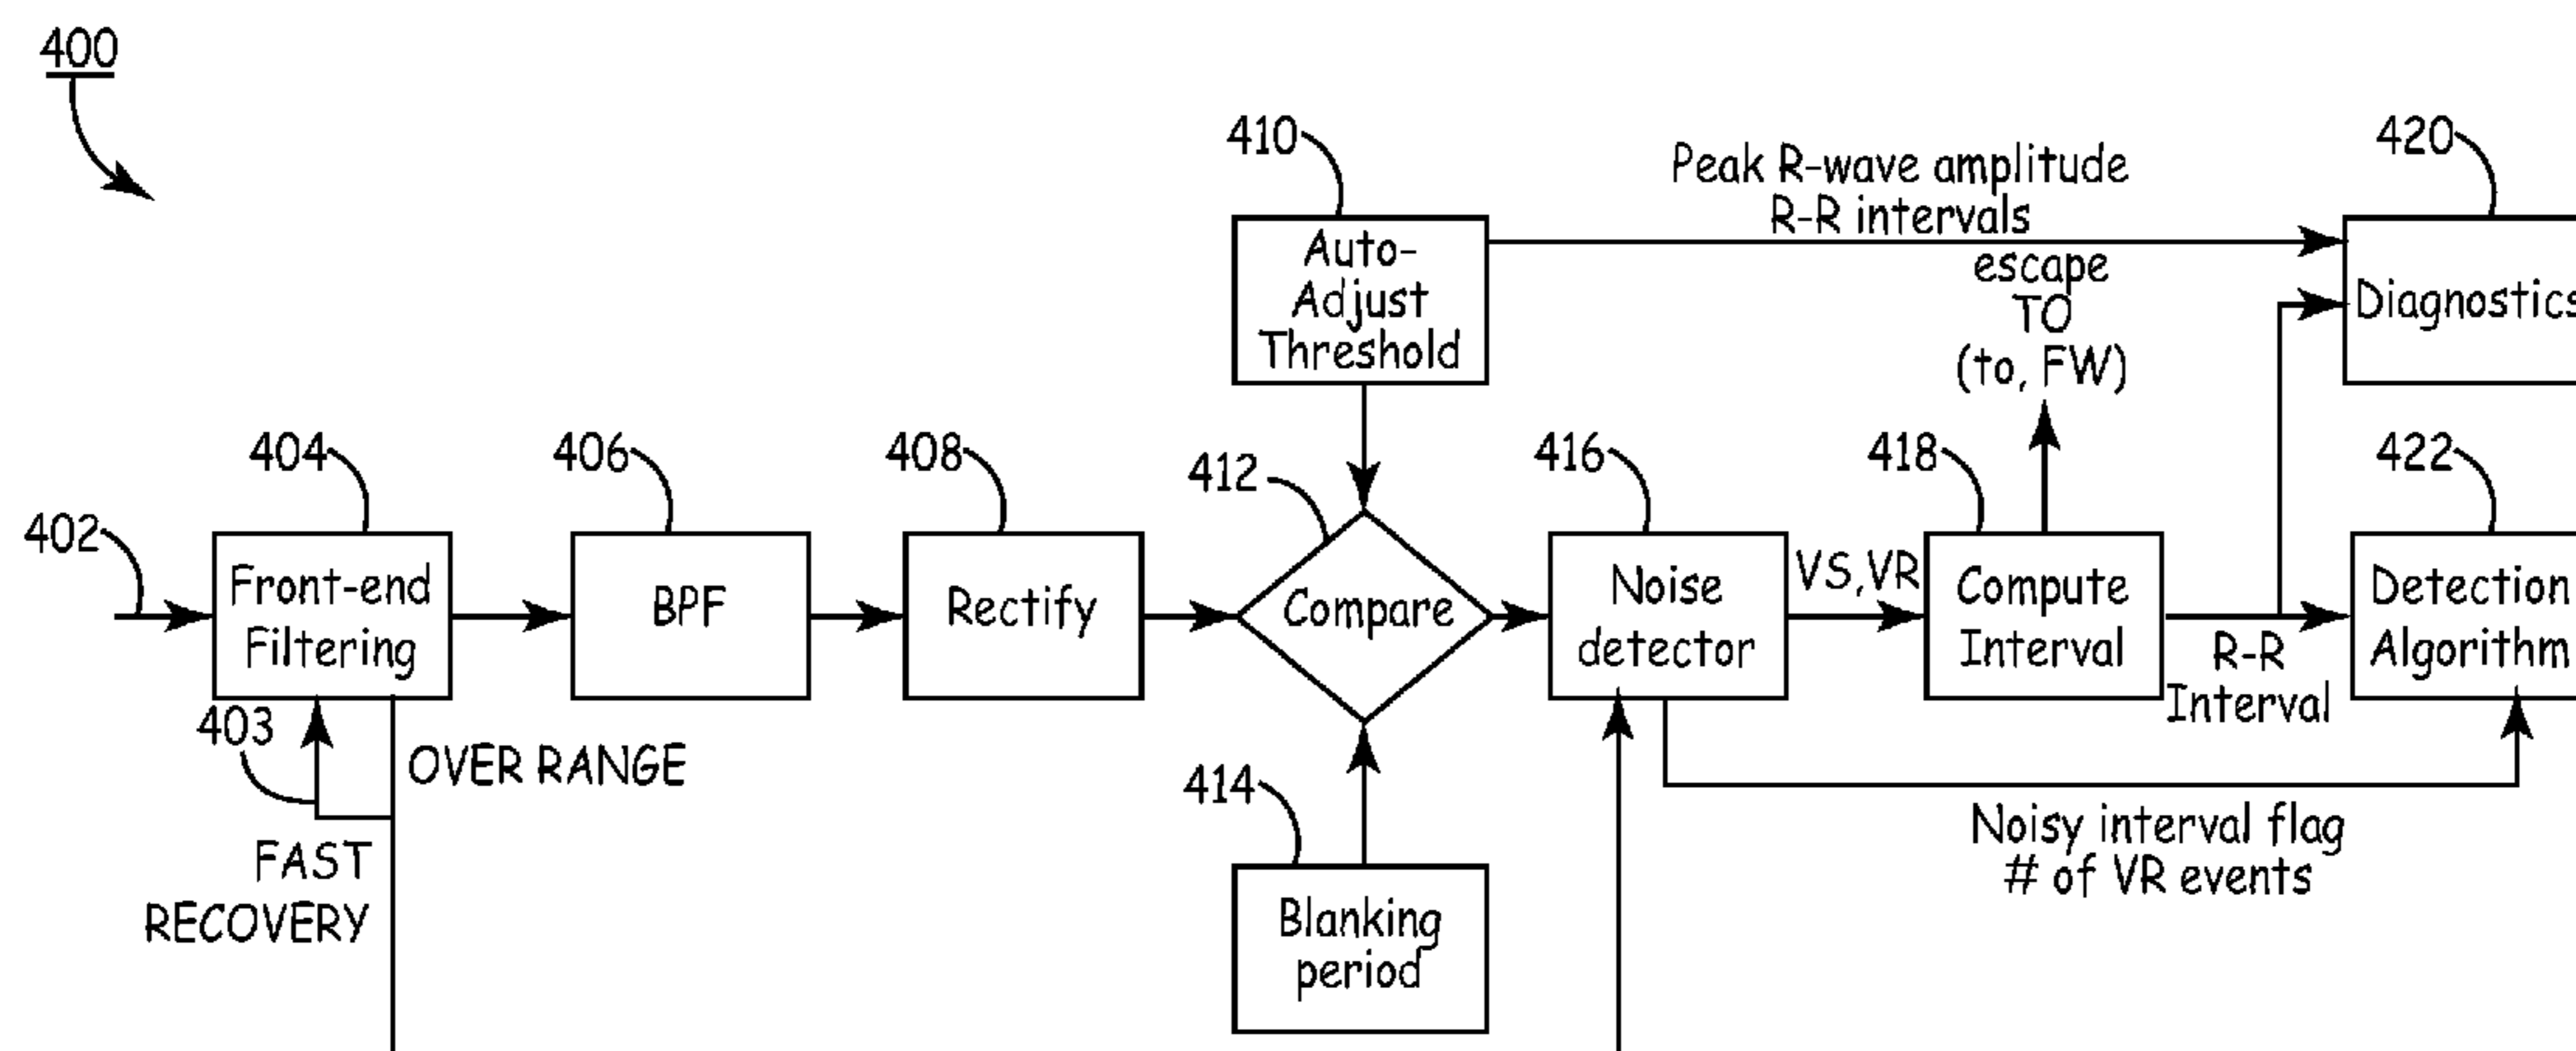 400
410
Peak R-wave amplitude
R-R intervals
420
Auto-
Adjust
Threshold
escape
TO
(to, FW)
Diagnostics
402
404
406
408
412
416
418
422
Front-end
Filtering
BPF
Rectify
Compare
Noise
detector
VS,VR
Compute
Interval
R-R
Interval
Detection
Algorithm
403
OVER RANGE
FAST
RECOVERY
414
Blanking
period
Noisy interval flag
# of VR events